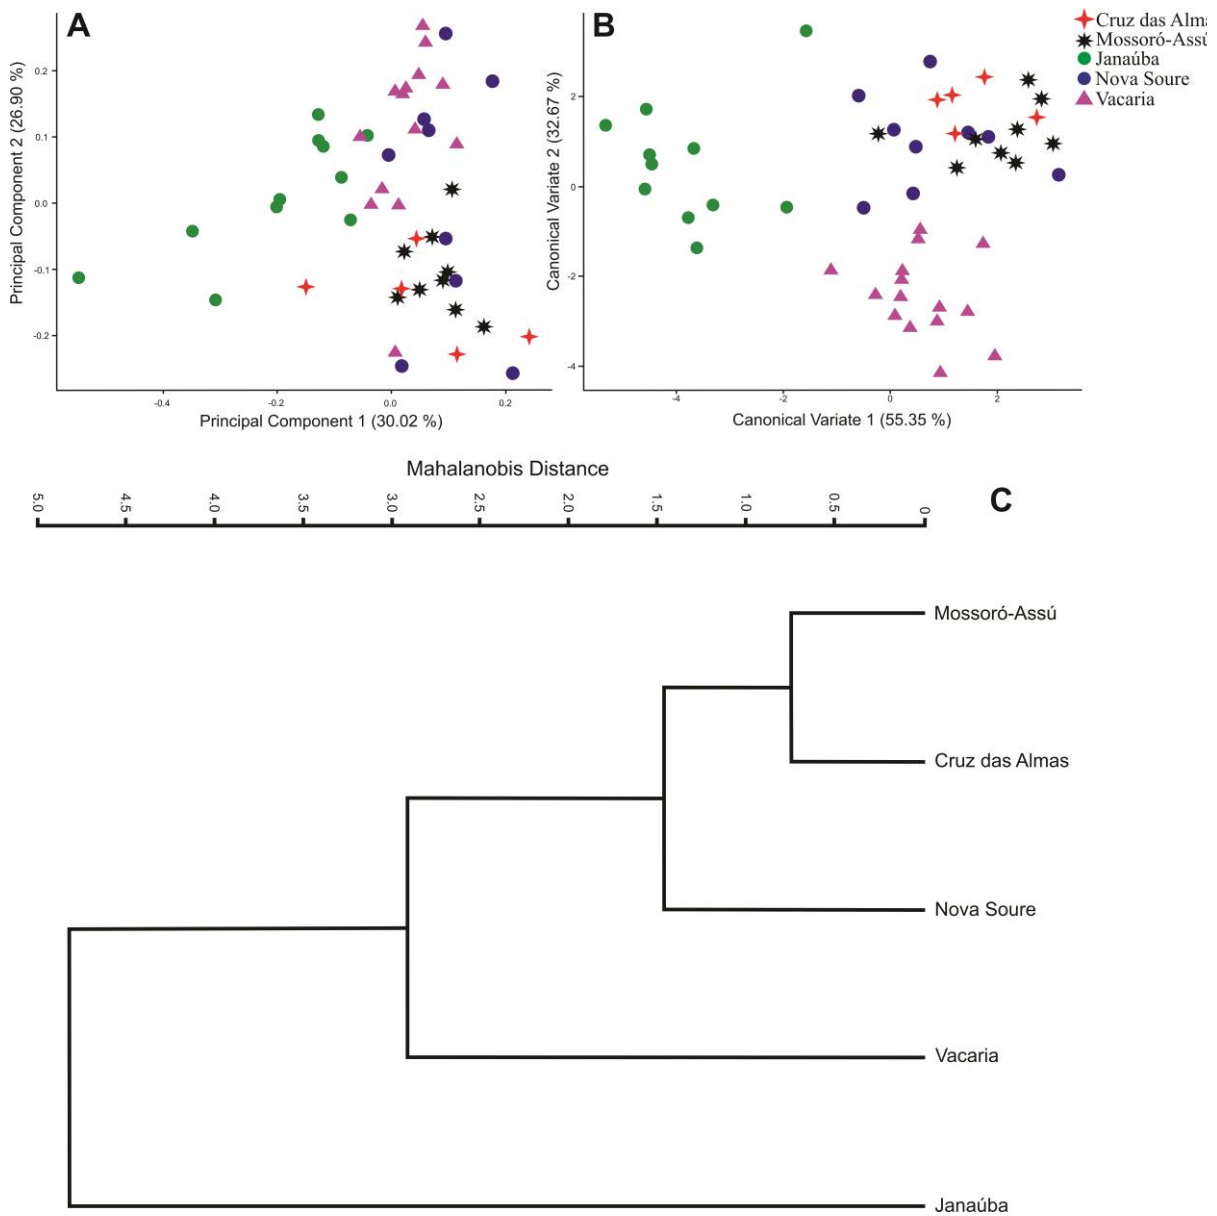 A
Principal Component 2 (26.90 %)
0.2
0.1
0.0
-0.1
-0.2
-0.4
-0.2
0.0
0.2
Principal Component 1 (30.02 %)
B
Canonical Variate 2 (32.67 %)
2
0
-2
-4
-4
-2
0
2
Canonical Variate 1 (55.35 %)
Cruz das Alma
Mossoró-Assú
Janaúba
Nova Soure
Vacaria
Mahalanobis Distance
5.0 4.5 4.0 3.5 3.0 2.5 2.0 1.5 1.0 0.5 0
C
Mossoró-Assú
Cruz das Almas
Nova Soure
Vacaria
Janaúba